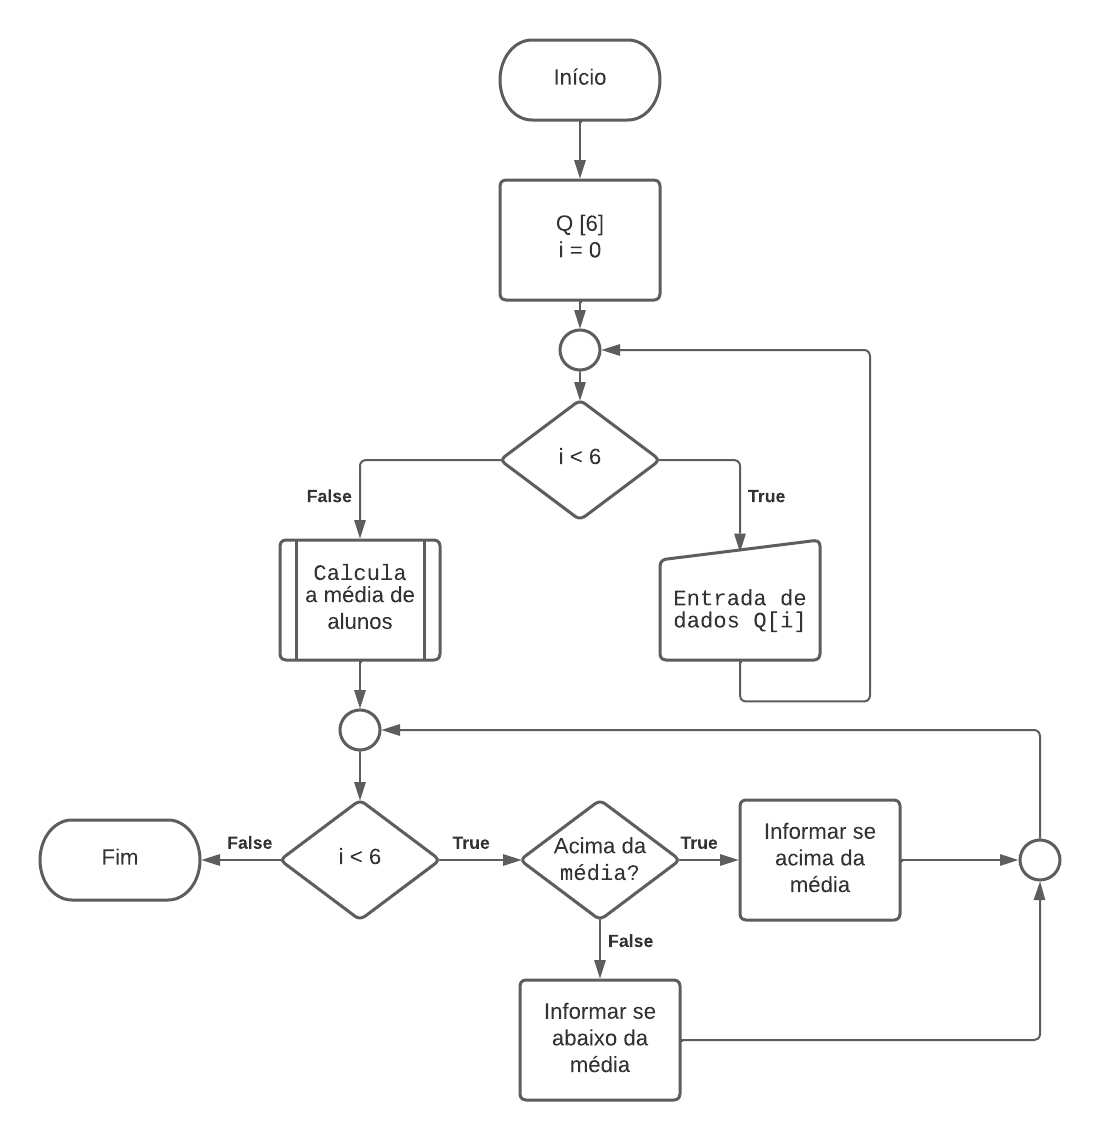 Início
Q [6]
i = 0
i < 6
False
True
Calcula
a média de
alunos
Entrada de
dados Q[i]
Fim
False
i < 6
True
Acima da
média?
True
Informar se
acima da
média
False
Informar se
abaixo da
média